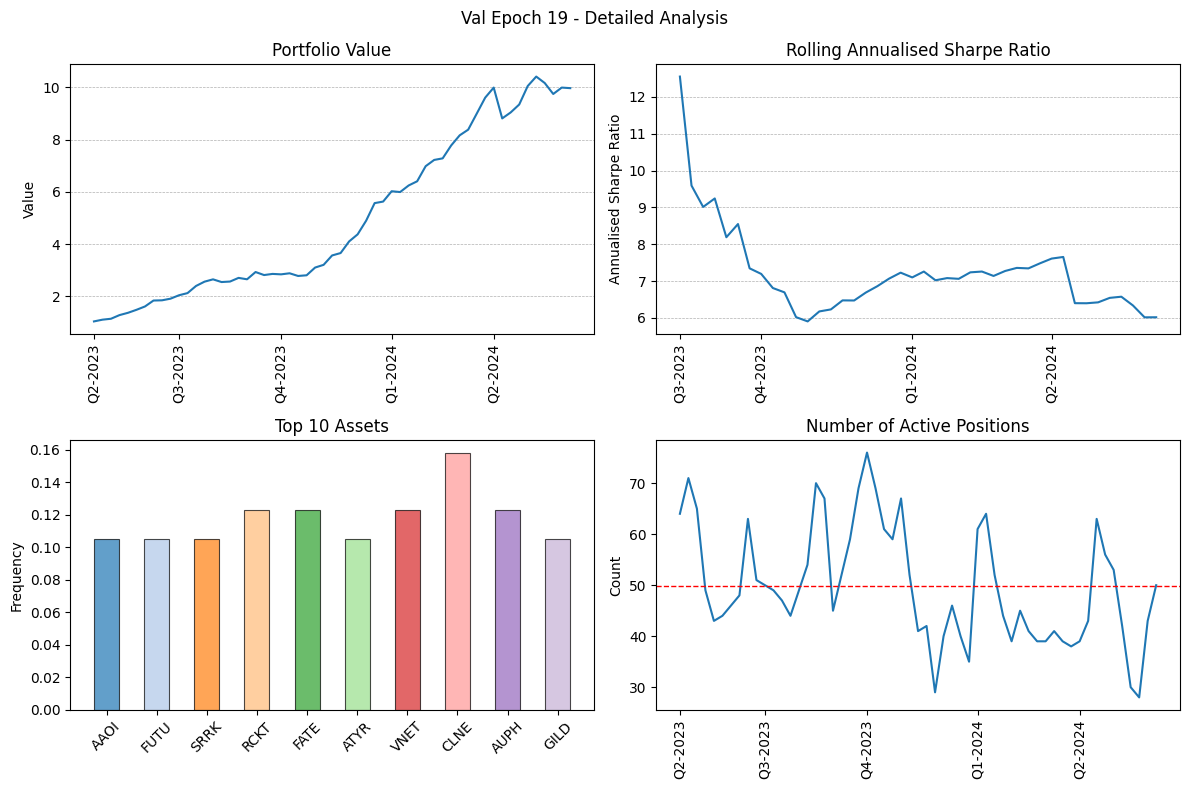 Val Epoch 19 - Detailed Analysis
Portfolio Value
Value
10
8
6
4
2
Q2-2023
Q3-2023
Q4-2023
Q1-2024
Q2-2024
Rolling Annualised Sharpe Ratio
Annualised Sharpe Ratio
12
11
10
9
8
7
6
Q3-2023
Q4-2023
Q1-2024
Q2-2024
Top 10 Assets
Frequency
0.16
0.14
0.12
0.10
0.08
0.06
0.04
0.02
0.00
AAOI
FUTU
SRRK
RCKT
FATE
ATYR
VNET
CLNE
AUPH
GILD
Number of Active Positions
Count
70
60
50
40
30
Q2-2023
Q3-2023
Q4-2023
Q1-2024
Q2-2024